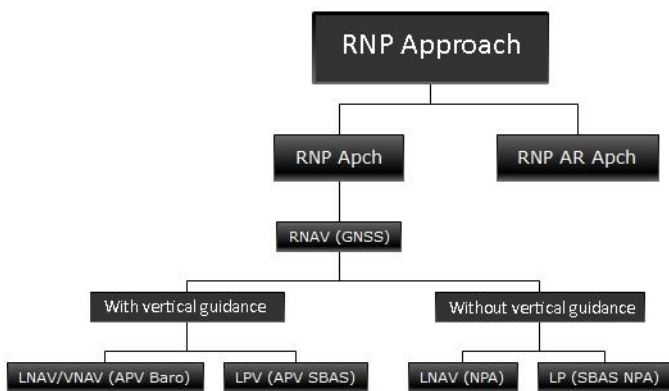 RNP Approach
RNP Apch
RNP AR Apch
RNAV (GNSS)
With vertical guidance
Without vertical guidance
LNAV/VNAV (APV Baro)
LPV (APV SBAS)
LNAV (NPA)
LP (SBAS NPA)